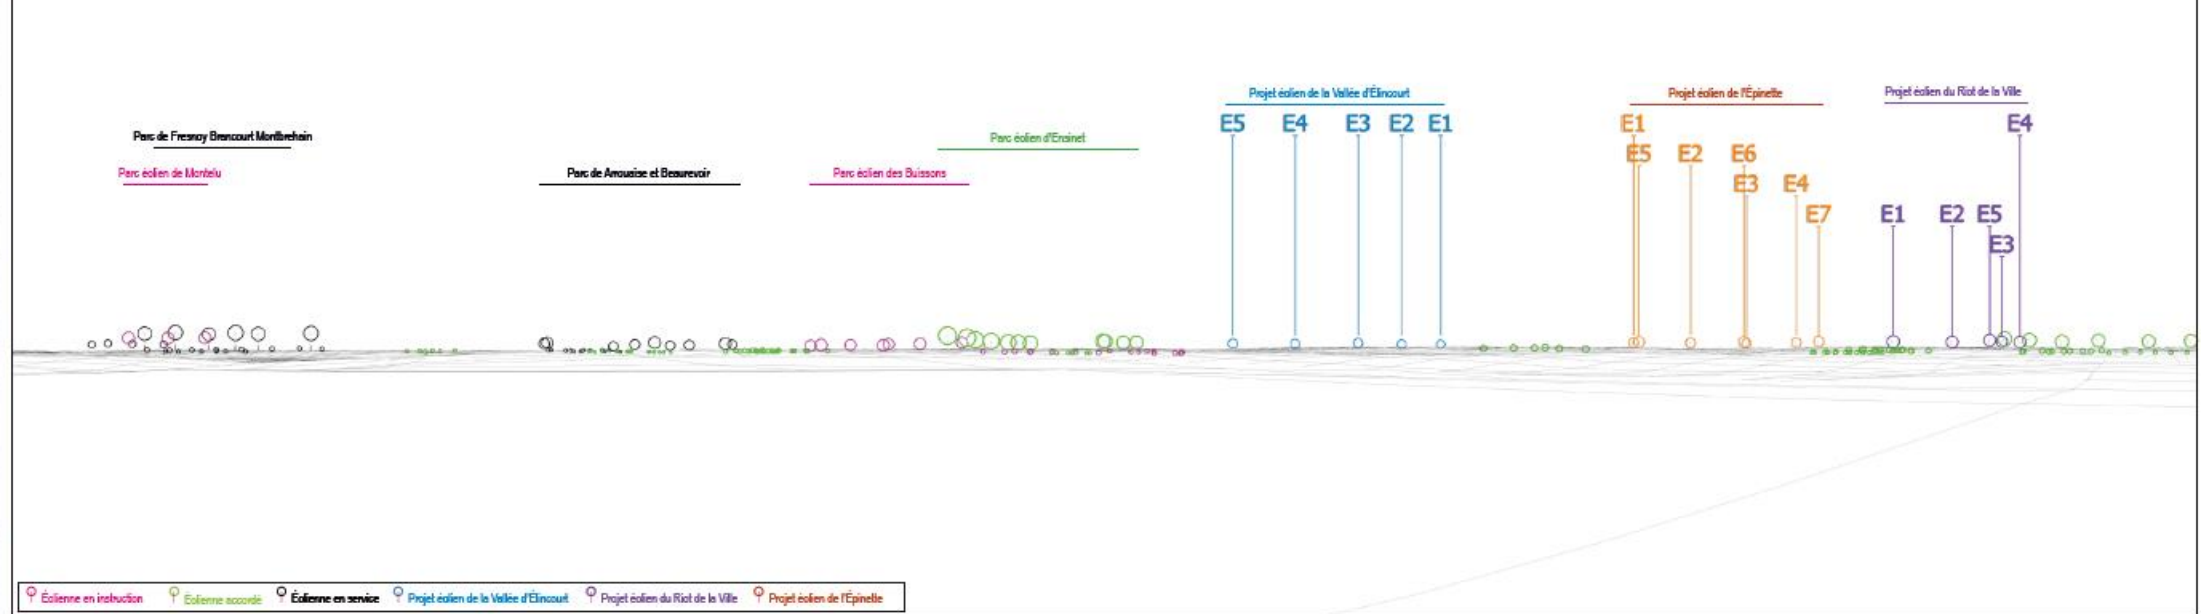 Projet éolien de la Vallée d'Élincourt
Projet éolien de l'Épinette
Projet éolien du Riot de la Ville
E5 E4 E3 E2 E1
E1
E4
Parc de Fresnoy Brancourt Montbrehain
Parc éolien d'Ensinet
E5 E2 E6
Parc éolien de Montelu
Parc de Arrouaise et Beaurevoir
Parc éolien des Buissons
E3 E4
E7
E1 E2 E5
E3
Éolienne en instruction
Éolienne accordé
Éolienne en service
Projet éolien de la Vallée d'Élincourt
Projet éolien du Riot de la Ville
Projet éolien de l'Épinette